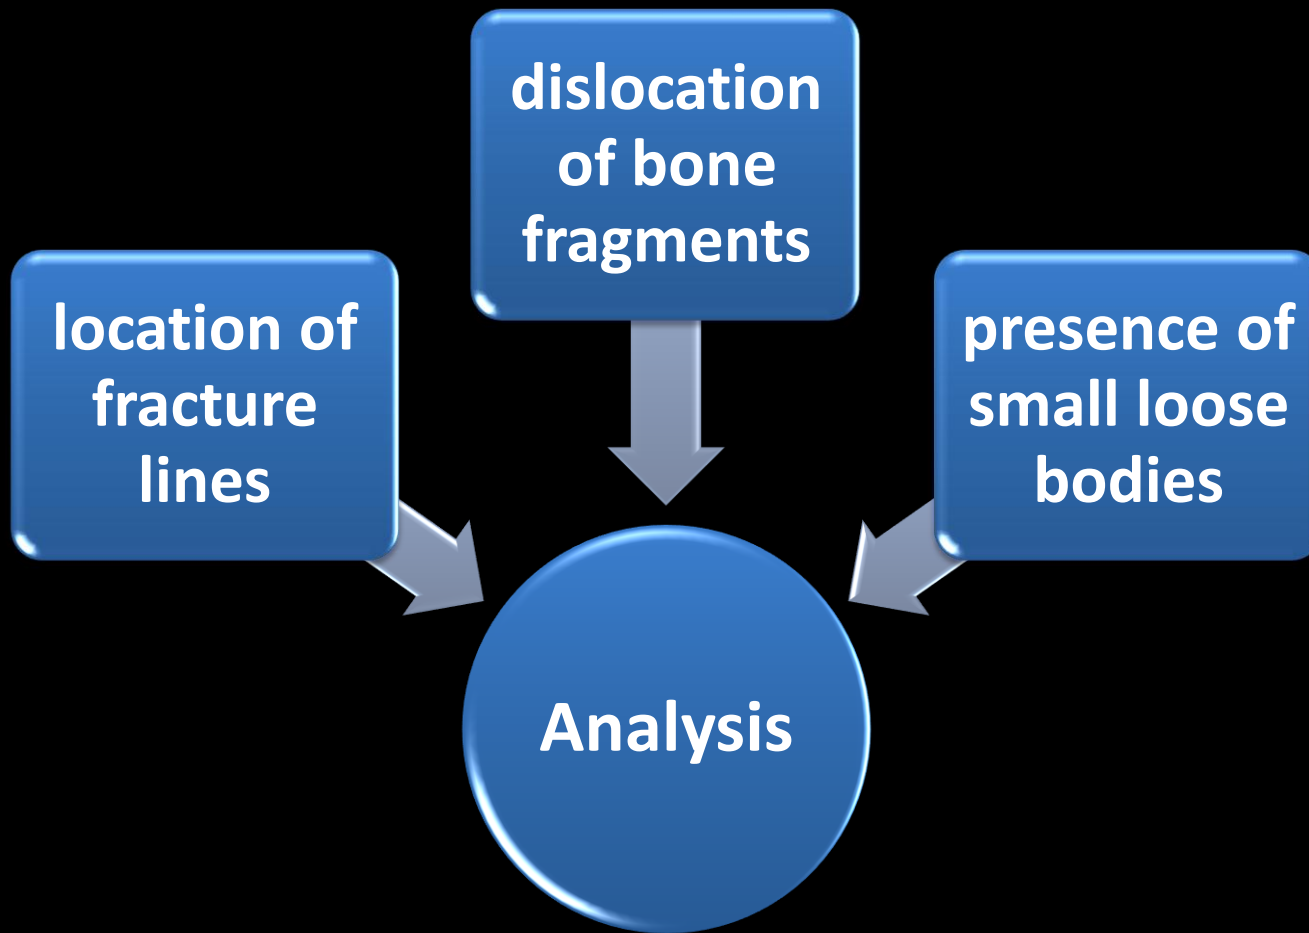 location of
fracture
lines
dislocation
of bone
fragments
presence of
small loose
bodies
Analysis